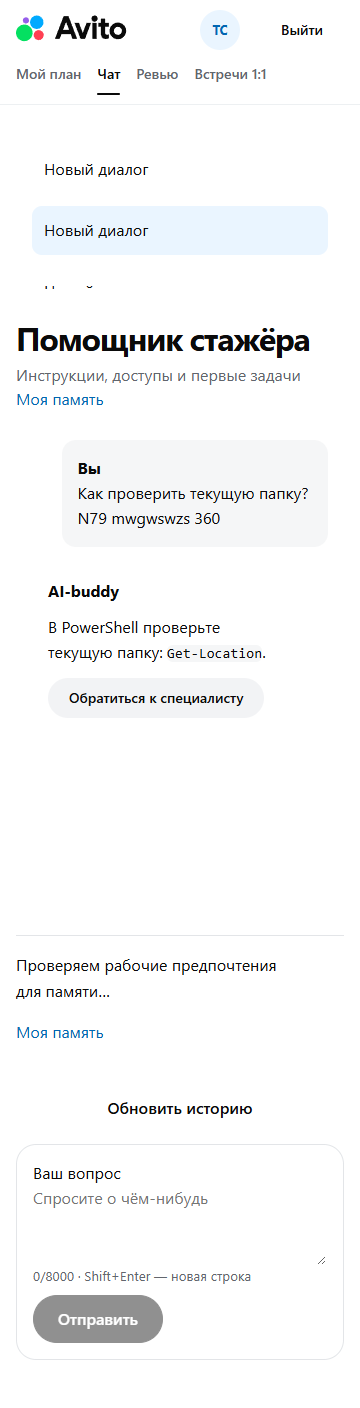 Avito
ТС
Выйти
Мой план
Чат
Ревью
Встречи 1:1
Новый диалог
Новый диалог
Помощник стажёра
Инструкции, доступы и первые задачи
Моя память
Вы
Как проверить текущую папку?
N79 mwgwswzs 360
AI-buddy
В PowerShell проверьте
текущую папку: Get-Location.
Обратиться к специалисту
Проверяем рабочие предпочтения
для памяти...
Моя память
Обновить историю
Ваш вопрос
Спросите о чём-нибудь
0/8000 · Shift+Enter — новая строка
Отправить